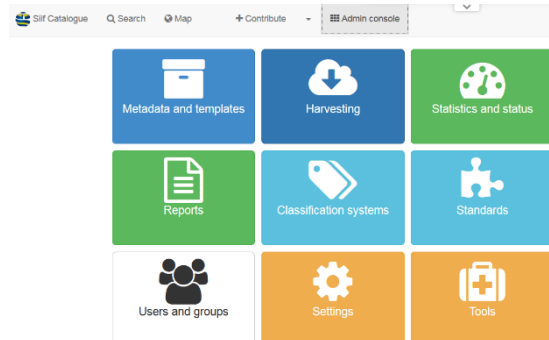 Siif Catalogue Search Map + Contribute Admin console
Metadata and templates Harvesting Statistics and status
Reports Classification systems Standards
Users and groups Settings Tools